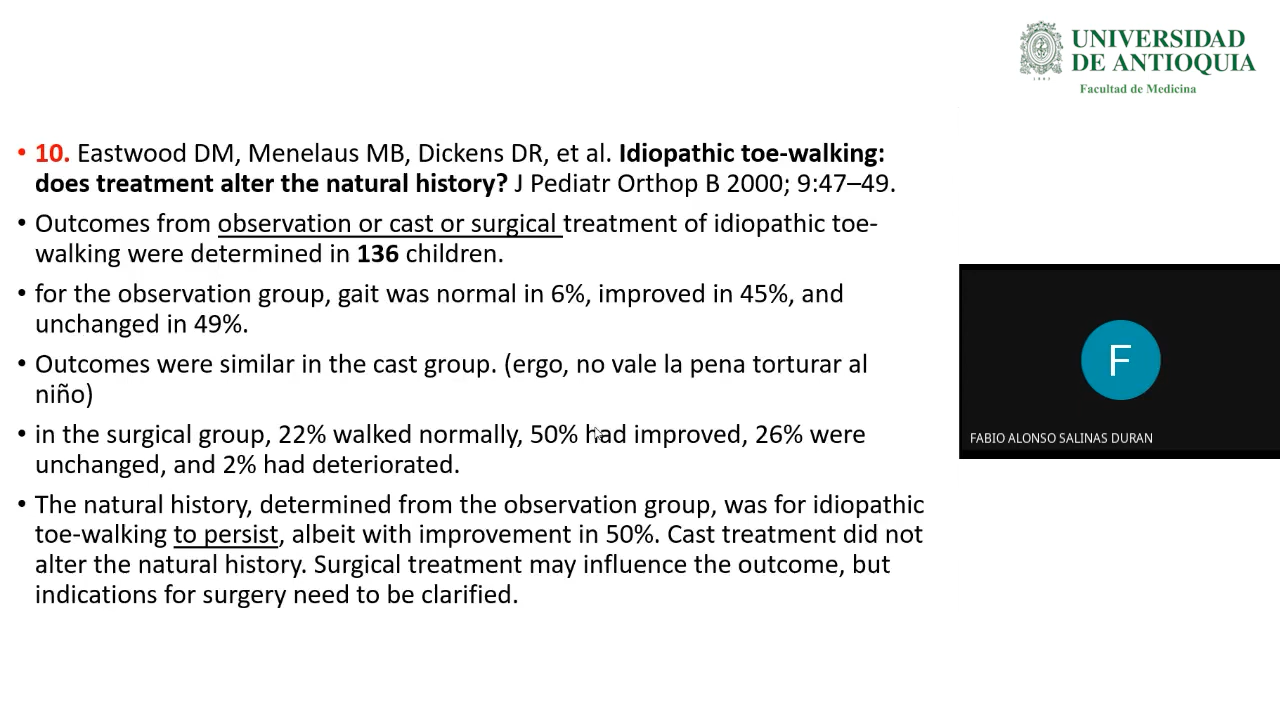 UNIVERSIDAD
DE ANTIOQUIA
1803
Facultad de Medicina
• 10. Eastwood DM, Menelaus MB, Dickens DR, et al. Idiopathic toe-walking:
does treatment alter the natural history? J Pediatr Orthop B 2000; 9:47–49.
• Outcomes from observation or cast or surgical treatment of idiopathic toe-
walking were determined in 136 children.
• for the observation group, gait was normal in 6%, improved in 45%, and
unchanged in 49%.
• Outcomes were similar in the cast group. (ergo, no vale la pena torturar al
niño)
• in the surgical group, 22% walked normally, 50% had improved, 26% were
unchanged, and 2% had deteriorated.
• The natural history, determined from the observation group, was for idiopathic
toe-walking to persist, albeit with improvement in 50%. Cast treatment did not
alter the natural history. Surgical treatment may influence the outcome, but
indications for surgery need to be clarified.
F
FABIO ALONSO SALINAS DURAN